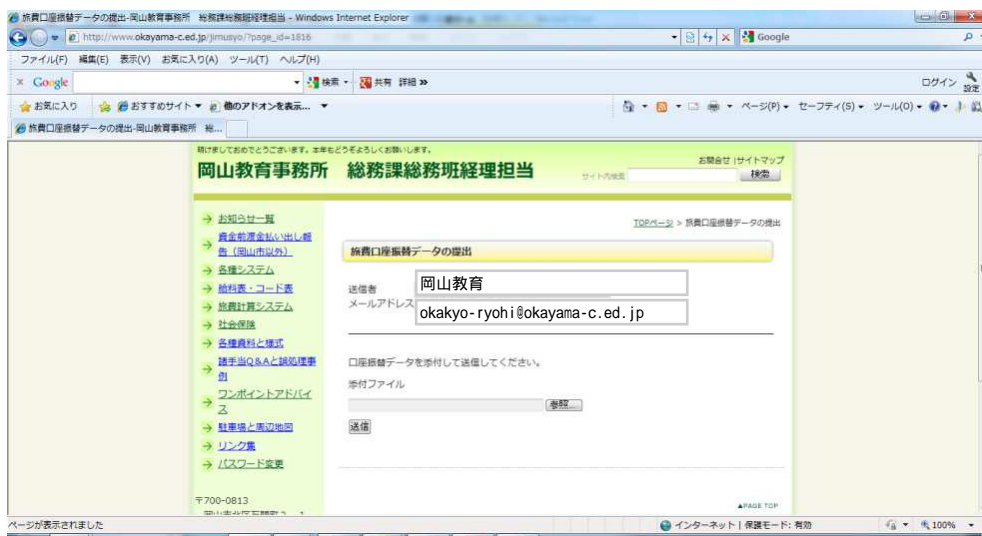 旅費口座振替データの提出-岡山教育事務所　総務課総務班経理担当 - Windows Internet Explorer
http://www.okayama-c.ed.jp/jimusyo/?page_id=1816
Google
ファイル(F) 編集(E) 表示(V) お気に入り(A) ツール(T) ヘルプ(H)
x Google 検索 共有 詳細 >> ログイン 設定
お気に入り おすすめサイト ▼ 他のアドオンを表示... ▼
ページ(P) セーフティ(S) ツール(O)
旅費口座振替データの提出-岡山教育事務所　総...
明けましておめでとうございます。本年もどうぞよろしくお願いします。
岡山教育事務所　総務課総務班経理担当
お問合せ |サイトマップ
サイト内検索 検索
TOPページ > 旅費口座振替データの提出
お知らせ一覧
資金前渡金払い出し報
告（岡山市以外）
各種システム
給料表・コード表
旅費計算システム
社会保険
各種資料と様式
諸手当Q&Aと誤処理事
例
ワンポイントアドバイ
ス
駐車場と周辺地図
リンク集
パスワード変更
〒700-0813
旅費口座振替データの提出
送信者 岡山教育
メールアドレス okakyo-ryohi@okayama-c.ed.jp
口座振替データを添付して送信してください。
添付ファイル
参照...
送信
▲PAGE TOP
ページが表示されました
インターネット | 保護モード: 有効
100%